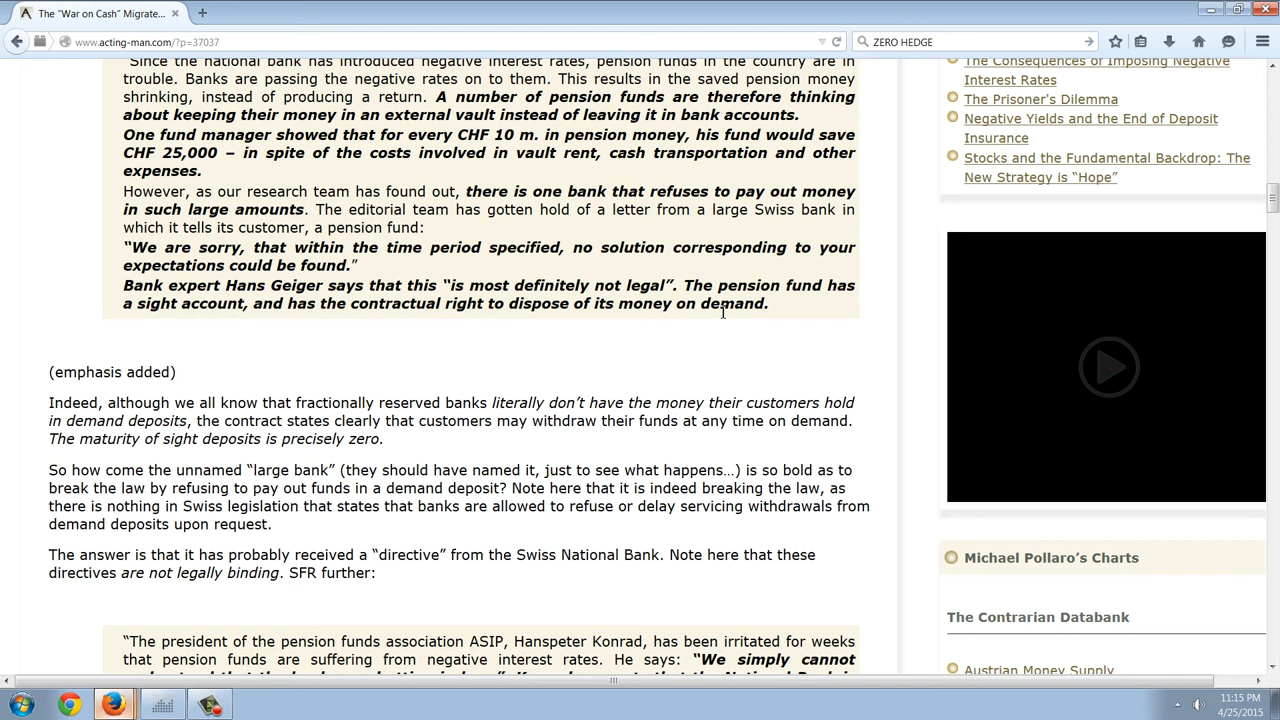 The "War on Cash" Migrate...
www.acting-man.com/?p=37037
ZERO HEDGE
"Since the national bank has introduced negative interest rates, pension funds in the country are in
trouble. Banks are passing the negative rates on to them. This results in the saved pension money
shrinking, instead of producing a return. A number of pension funds are therefore thinking
about keeping their money in an external vault instead of leaving it in bank accounts.
One fund manager showed that for every CHF 10 m. in pension money, his fund would save
CHF 25,000 – in spite of the costs involved in vault rent, cash transportation and other
expenses.
However, as our research team has found out, there is one bank that refuses to pay out money
in such large amounts. The editorial team has gotten hold of a letter from a large Swiss bank in
which it tells its customer, a pension fund:
"We are sorry, that within the time period specified, no solution corresponding to your
expectations could be found."
Bank expert Hans Geiger says that this "is most definitely not legal". The pension fund has
a sight account, and has the contractual right to dispose of its money on demand.
(emphasis added)
Indeed, although we all know that fractionally reserved banks literally don't have the money their customers hold
in demand deposits, the contract states clearly that customers may withdraw their funds at any time on demand.
The maturity of sight deposits is precisely zero.
So how come the unnamed "large bank" (they should have named it, just to see what happens…) is so bold as to
break the law by refusing to pay out funds in a demand deposit? Note here that it is indeed breaking the law, as
there is nothing in Swiss legislation that states that banks are allowed to refuse or delay servicing withdrawals from
demand deposits upon request.
The answer is that it has probably received a "directive" from the Swiss National Bank. Note here that these
directives are not legally binding. SFR further:
"The president of the pension funds association ASIP, Hanspeter Konrad, has been irritated for weeks
that pension funds are suffering from negative interest rates. He says: "We simply cannot
The Consequences of Imposing Negative
Interest Rates
The Prisoner's Dilemma
Negative Yields and the End of Deposit
Insurance
Stocks and the Fundamental Backdrop: The
New Strategy is "Hope"
Michael Pollaro's Charts
The Contrarian Databank
Austrian Money Supply
11:15 PM
4/25/2015